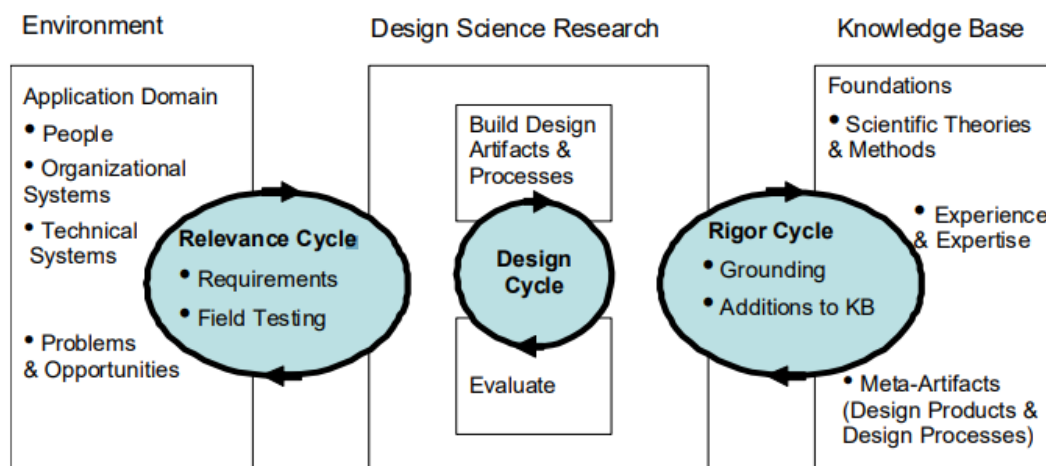 Environment
Design Science Research
Knowledge Base
Application Domain
• People
• Organizational
Systems
• Technical
Systems
• Problems
& Opportunities
Relevance Cycle
• Requirements
• Field Testing
Build Design
Artifacts &
Processes
Design
Cycle
Evaluate
Rigor Cycle
• Grounding
• Additions to KB
Foundations
• Scientific Theories
& Methods
• Experience
& Expertise
• Meta-Artifacts
(Design Products &
Design Processes)